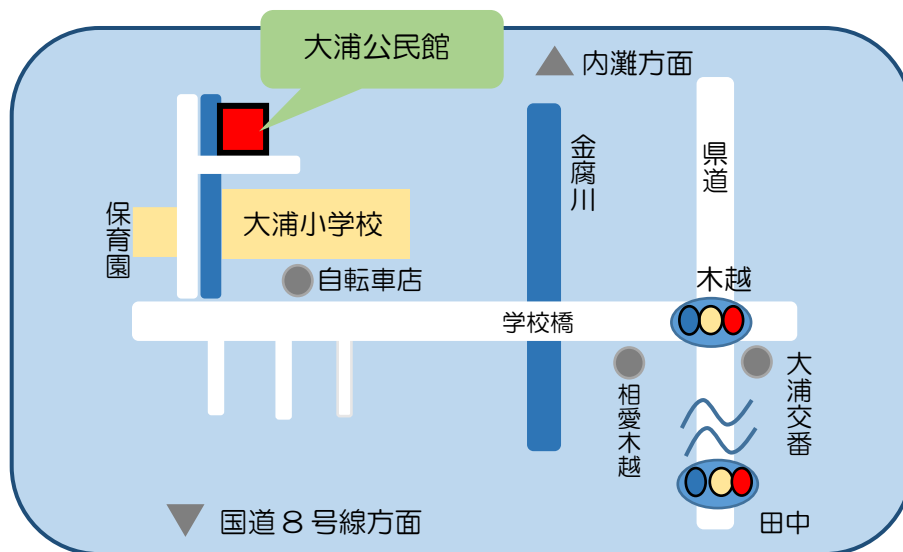 大浦公民館
内灘方面
金腐川
県道
保育園
大浦小学校
自転車店
木越
学校橋
相愛木越
大浦交番
国道8号線方面
田中